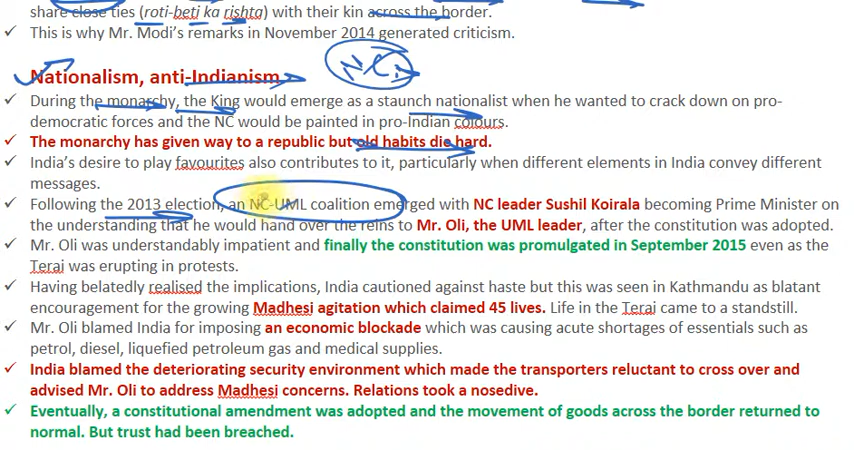 share close ties (roti-beti ka rishta) with their kin across the border.
✓ This is why Mr. Modi's remarks in November 2014 generated criticism.
Nationalism, anti-Indianism
NC
✓ During the monarchy, the King would emerge as a staunch nationalist when he wanted to crack down on pro-
democratic forces and the NC would be painted in pro-Indian colours.
✓ The monarchy has given way to a republic but old habits die hard.
✓ India's desire to play favourites also contributes to it, particularly when different elements in India convey different
messages.
✓ Following the 2013 election, an NC-UML coalition emerged with NC leader Sushil Koirala becoming Prime Minister on
the understanding that he would hand over the reins to Mr. Oli, the UML leader, after the constitution was adopted.
✓ Mr. Oli was understandably impatient and finally the constitution was promulgated in September 2015 even as the
Terai was erupting in protests.
✓ Having belatedly realised the implications, India cautioned against haste but this was seen in Kathmandu as blatant
encouragement for the growing Madhesi agitation which claimed 45 lives. Life in the Terai came to a standstill.
✓ Mr. Oli blamed India for imposing an economic blockade which was causing acute shortages of essentials such as
petrol, diesel, liquefied petroleum gas and medical supplies.
✓ India blamed the deteriorating security environment which made the transporters reluctant to cross over and
advised Mr. Oli to address Madhesi concerns. Relations took a nosedive.
✓ Eventually, a constitutional amendment was adopted and the movement of goods across the border returned to
normal. But trust had been breached.